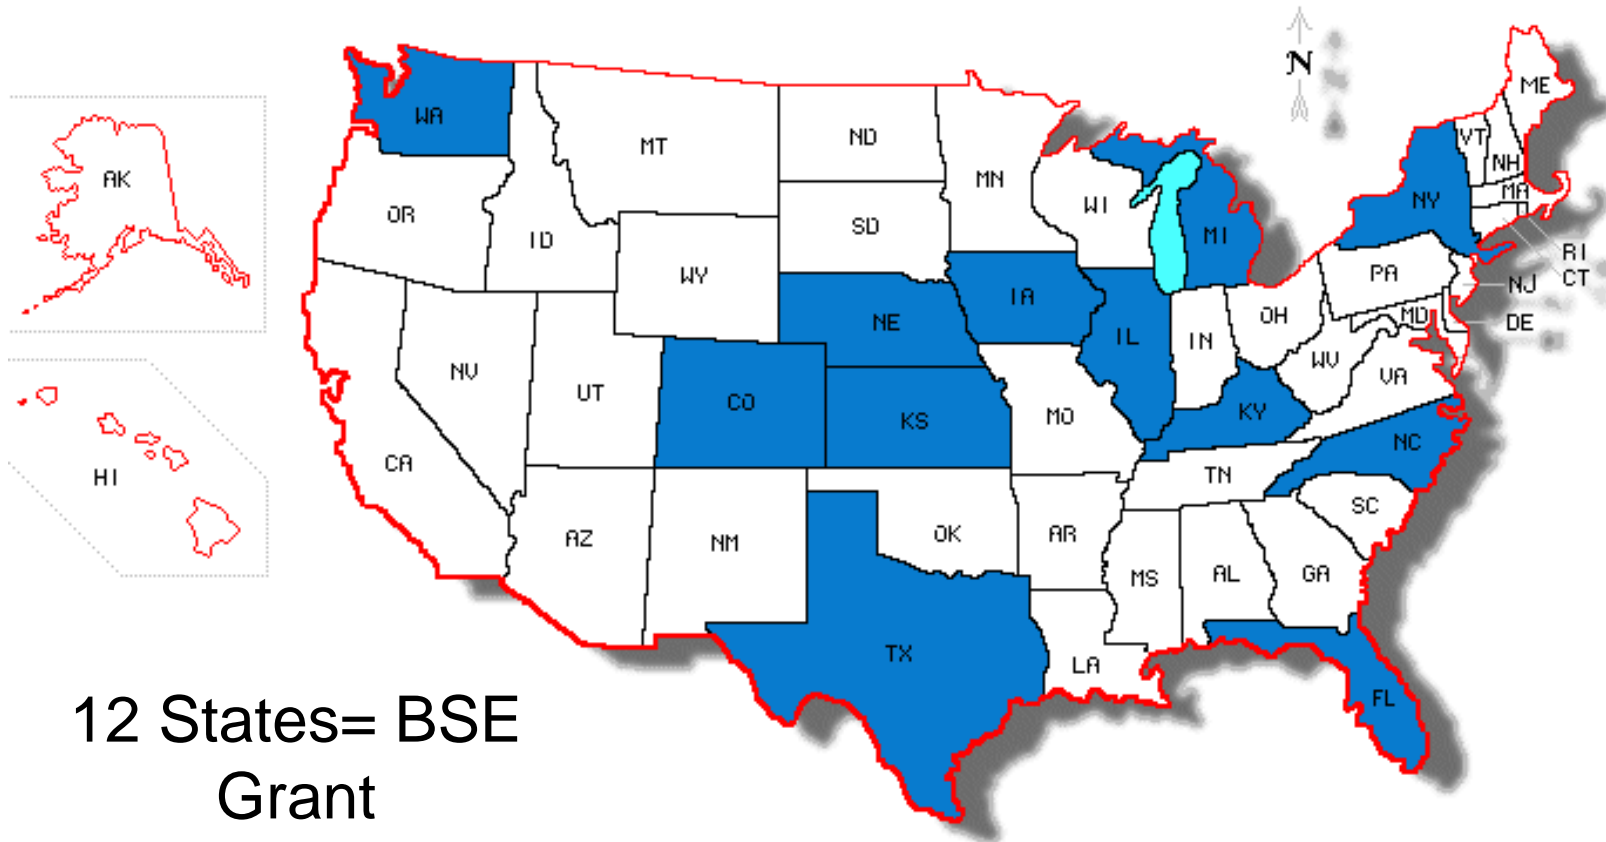 N
ME
WA
VT
MT
ND
NH
AK
MN
MA
OR
WI
NY
SD
ID
MI
RI
WY
PA
CT
NJ
IA
NE
OH
MD
DE
IL
IN
NV
WV
UT
VA
CO
KY
MO
KS
NC
CA
HI
TN
SC
AZ
NM
OK
AR
MS
AL
GA
TX
LA
FL
12 States= BSE
Grant